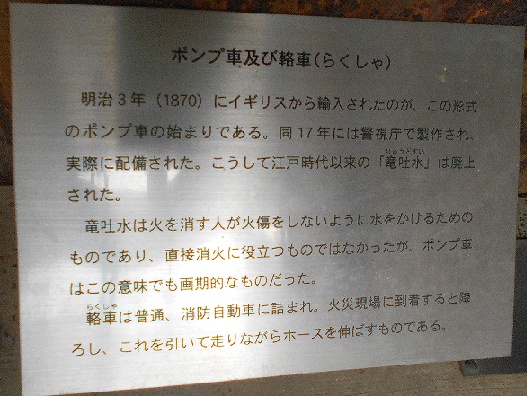 ポンプ車及び輅車(らくしゃ)
明治3年(1870)にイギリスから輸入されたのが、この形式
のポンプ車の始まりである。同17年には警視庁で製作され、
実際に配備された。こうして江戸時代以来の「竜吐水」は廃止
りゅうどすい
された。
竜吐水は火を消す人が火傷をしないように水をかけるための
ものであり、直接消火に役立つものではなかったが、ポンプ車
はこの意味でも画期的なものだった。
らくしゃ
輅車は普通、消防自動車に詰まれ。火災現場に到着すると降
ろし、これを引いて走りながらホースを伸ばすものである。